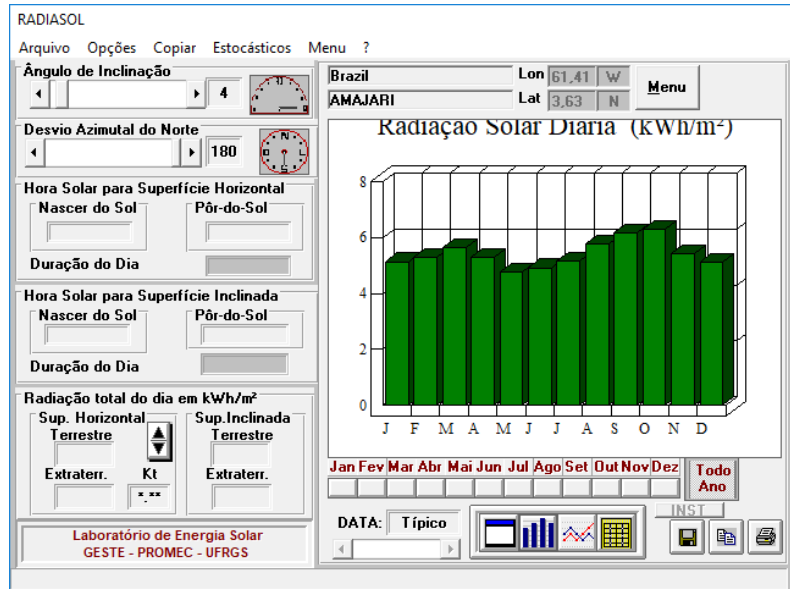 RADIASOL
Arquivo Opções Copiar Estocásticos Menu ?
Ângulo de Inclinação
4
Desvio Azimutal do Norte
180
N
Hora Solar para Superfície Horizontal
Nascer do Sol Pôr-do-Sol
Duração do Dia
Hora Solar para Superfície Inclinada
Nascer do Sol Pôr-do-Sol
Duração do Dia
Radiação total do dia em kWh/m²
Sup. Horizontal Sup.Inclinada
Terrestre Terrestre
Extraterr. Kt Extraterr.
*.**
Laboratório de Energia Solar
GESTE - PROMEC - UFRGS
Brazil Lon 61,41 W
AMAJARI Lat 3,63 N
Menu
Radiação Solar Diária (kWh/m²)
8
6
4
2
0
J F M A M J J A S O N D
Jan Fev Mar Abr Mai Jun Jul Ago Set Out Nov Dez
Todo
Ano
INST
DATA: Típico